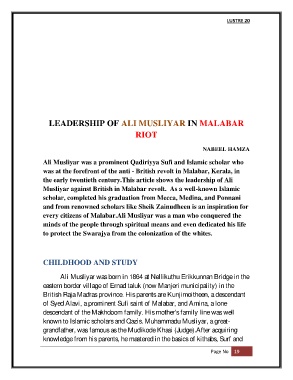 LUSTRE 20
LEADERSHIP OF ALI MUSLIYAR IN MALABAR
RIOT
NABEEL HAMZA
Ali Musliyar was a prominent Qadiriyya Sufi and Islamic scholar who
was at the forefront of the anti - British revolt in Malabar, Kerala, in
the early twentieth century.This article shows the leadership of Ali
Musliyar against British in Malabar revolt. As a well-known Islamic
scholar, completed his graduation from Mecca, Medina, and Ponnani
and from renowned scholars like Sheik Zainudheen is an inspiration for
every citizens of Malabar.Ali Musliyar was a man who conquered the
minds of the people through spiritual means and even dedicated his life
to protect the Swarajya from the colonization of the whites.
CHILDHOOD AND STUDY
Ali Musliyar was born in 1864 at Nellikuthu Erikkunnan Bridge in the
eastern border village of Ernad taluk (now Manjeri municipality) in the
British Raja Madras province. His parents are Kunjimoitheen, a descendant
of Syed Alavi, a prominent Sufi saint of Malabar, and Amina, a lone
descendant of the Makhdoom family. His mother's family line was well
known to Islamic scholars and Qazis. Muhammadu Musliyar, a great-
grandfather, was famous as the Mudikode Khasi (Judge).After acquiring
knowledge from his parents, he mastered in the basics of kithabs, Surf and
Page No 19